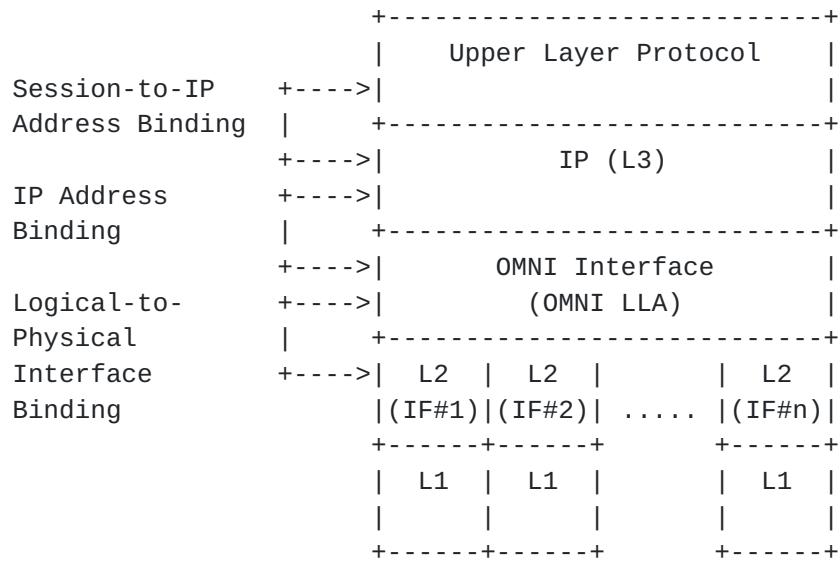 +----------------------------+
                     |    Upper Layer Protocol    |
Session-to-IP   +---->|                            |
Address Binding  |    +----------------------------+
                +---->|           IP (L3)          |
IP Address      +---->|                            |
Binding          |    +----------------------------+
                +---->|       OMNI Interface       |
Logical-to-     +---->|         (OMNI LLA)         |
Physical         |    +----------------------------+
Interface       +---->|  L2  |  L2  |       |  L2  |
Binding               |(IF#1)|(IF#2)| ..... |(IF#n)|
                      +------+------+       +------+
                      |  L1  |  L1  |       |  L1  |
                      |      |      |       |      |
                      +------+------+       +------+